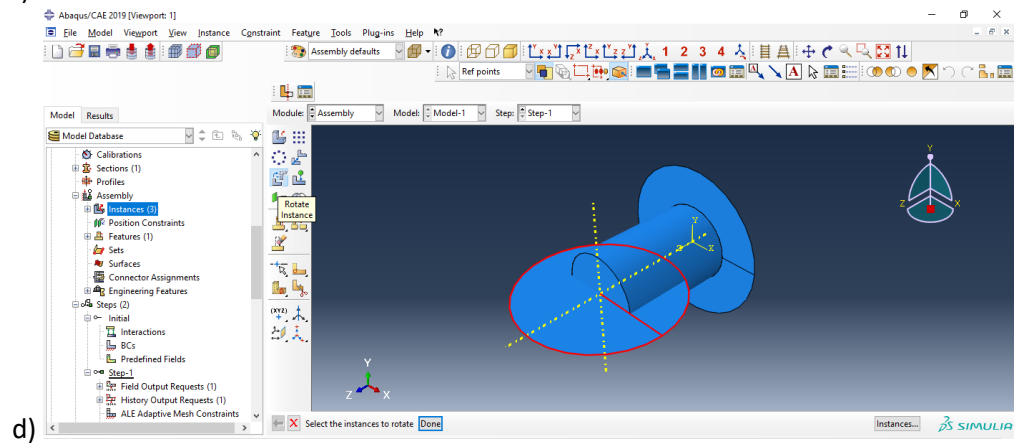 Abaqus/CAE 2019 [Viewport: 1]
File Model Viewport View Instance Constraint Feature Tools Plug-ins Help
Assembly defaults
1 2 3 4
Ref points
A
Model Results
Module: Assembly Model: Model-1 Step: Step-1
Model Database
Calibrations
Sections (1)
Profiles
Assembly
Instances (3)
Position Constraints
Features (1)
Sets
Surfaces
Connector Assignments
Engineering Features
Steps (2)
Initial
Interactions
BCs
Predefined Fields
Step-1
Field Output Requests (1)
History Output Requests (1)
ALE Adaptive Mesh Constraints
Rotate
Instance
(XYZ)
Y
Z X
Y
Z X
Y
Z X
Select the instances to rotate Done
Instances...
SIMULIA
d)